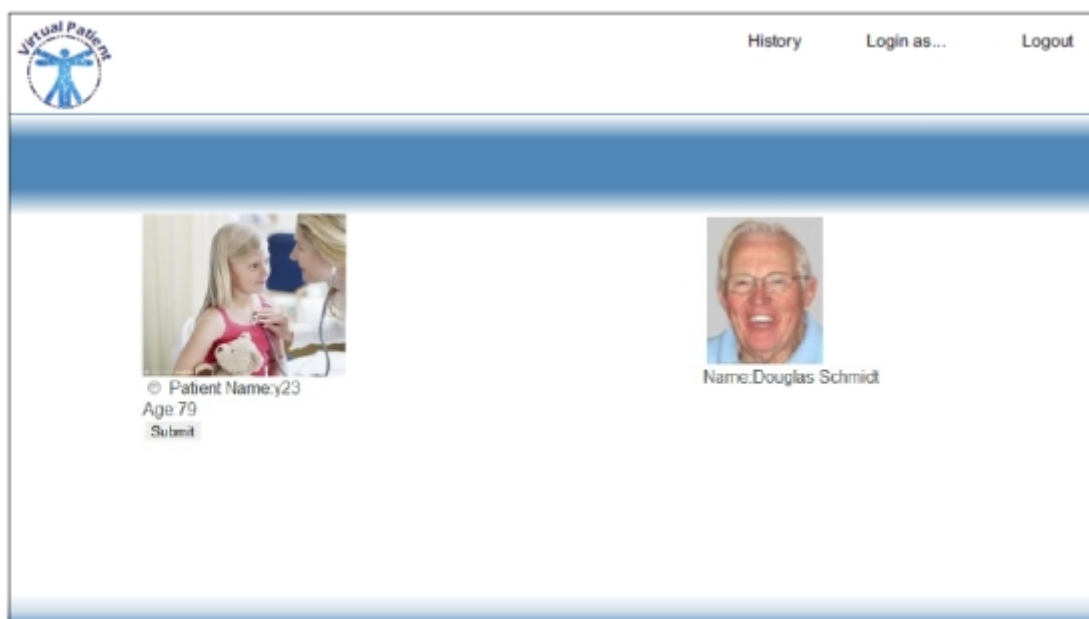 Virtual Patient
History Login as... Logout
Patient Name:y23
Age:79
Submit
Name:Douglas Schmidt